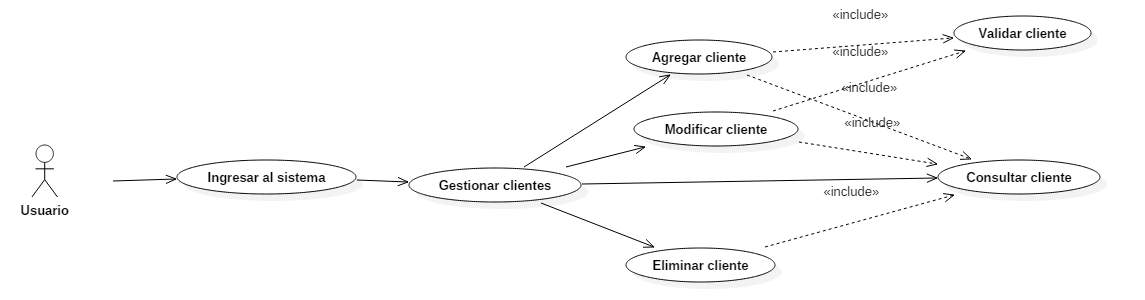 «include»
Validar cliente
Agregar cliente
«include»
«include»
Modificar cliente
«include»
Ingresar al sistema
Consultar cliente
Gestionar clientes
«include»
Usuario
Eliminar cliente